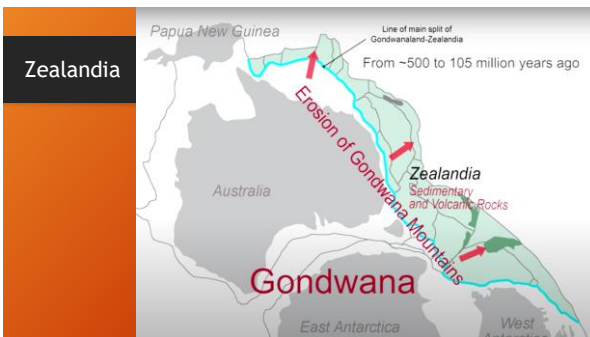 Zealandia
Papua New Guinea
Line of main split of
Gondwanaland-Zealandia
From ~500 to 105 million years ago
Erosion of Gondwana Mountains
Zealandia
Sedimentary
and Volcanic Rocks
Australia
Gondwana
East Antarctica
West
Antarctica